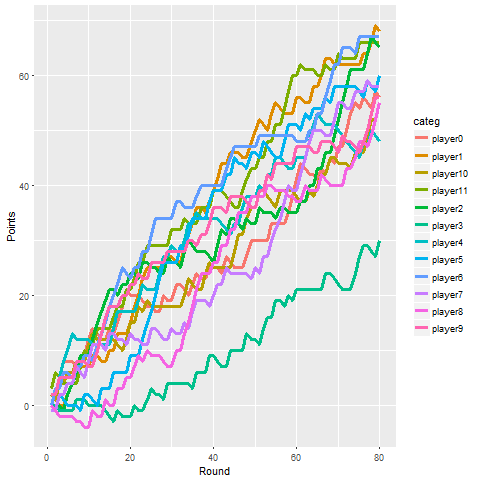 60
40
20
0
Points
0
20
40
60
80
Round
categ
player0
player1
player10
player11
player2
player3
player4
player5
player6
player7
player8
player9